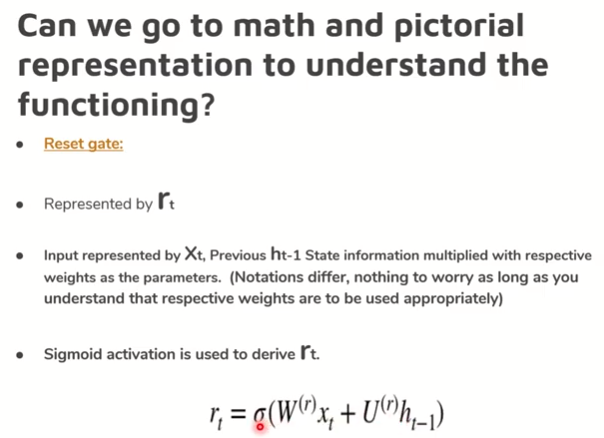 Can we go to math and pictorial
representation to understand the
functioning?
• Reset gate:
• Represented by rt
• Input represented by Xt, Previous ht-1 State information multiplied with respective
weights as the parameters. (Notations differ, nothing to worry as long as you
understand that respective weights are to be used appropriately)
• Sigmoid activation is used to derive rt.
r_t = σ(W^(r)x_t + U^(r)h_{t−1})